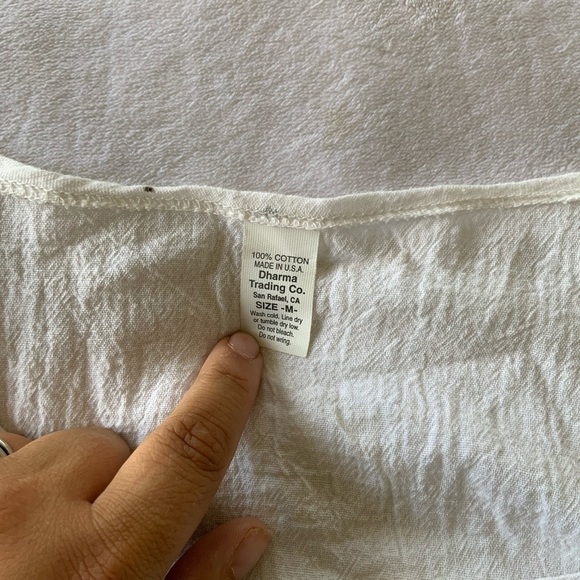 100% COTTON
MADE IN U.S.A.
Dharma
Trading Co.
San Rafael, CA
SIZE -M-
Wash cold. Line dry
or tumble dry low.
Do not bleach.
Do not wring.